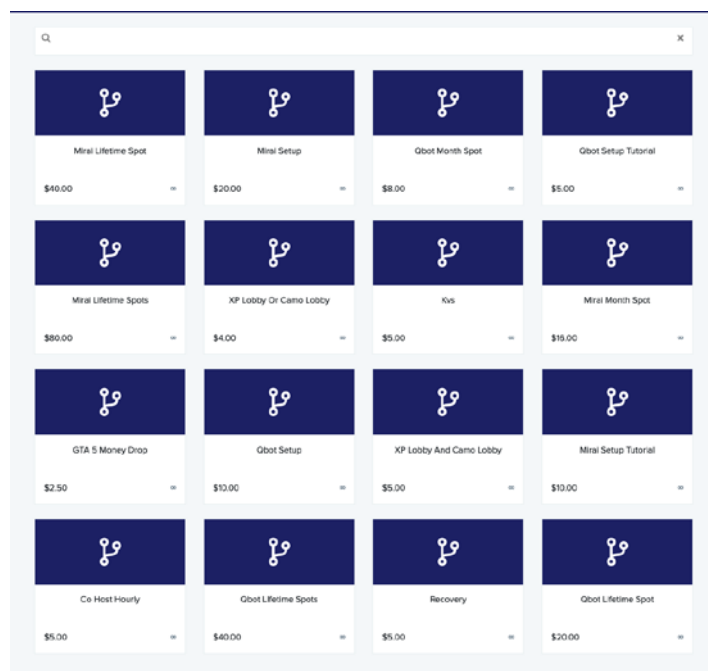 Mirai Lifetime Spot
Mirai Setup
Qbot Month Spot
Qbot Setup Tutorial
$40.00 ∞
$20.00 ∞
$8.00 ∞
$5.00 ∞
Mirai Lifetime Spots
XP Lobby Or Camo Lobby
Kvs
Mirai Month Spot
$80.00 ∞
$4.00 ∞
$5.00 ∞
$16.00 ∞
GTA 5 Money Drop
Qbot Setup
XP Lobby And Camo Lobby
Mirai Setup Tutorial
$2.50 ∞
$10.00 ∞
$5.00 ∞
$10.00 ∞
Co Host Hourly
Qbot Lifetime Spots
Recovery
Qbot Lifetime Spot
$5.00 ∞
$40.00 ∞
$5.00 ∞
$20.00 ∞